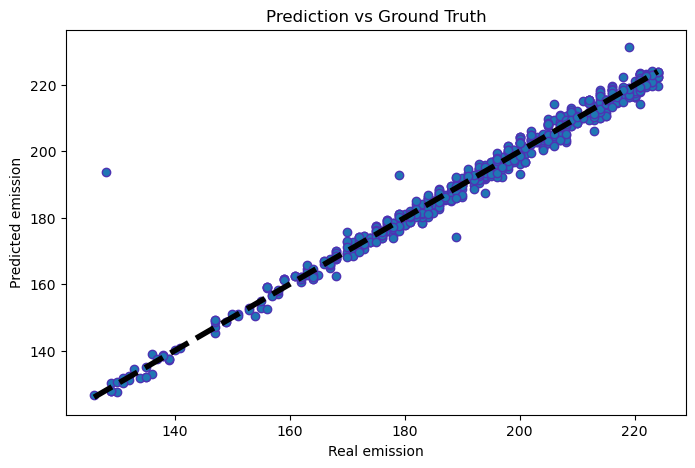 Prediction vs Ground Truth
Predicted emission
220
200
180
160
140
140 160 180 200 220
Real emission